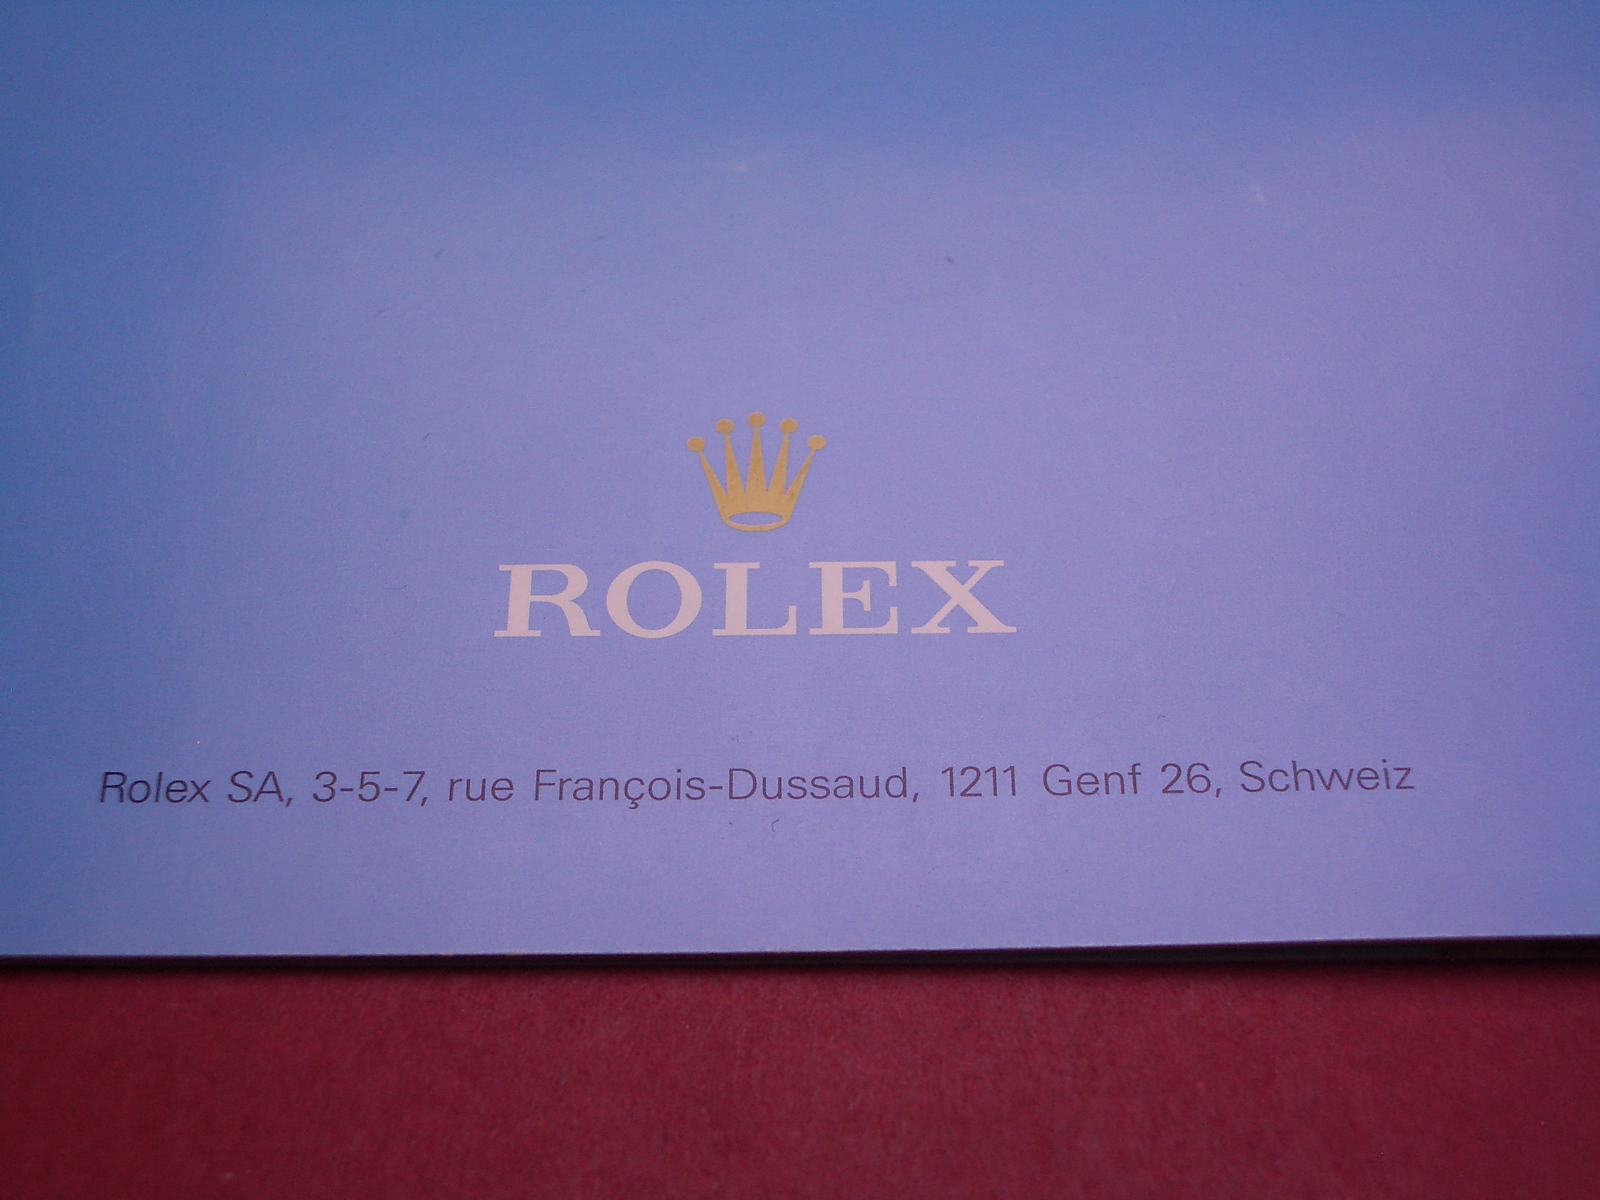 ROLEX
Rolex SA, 3-5-7, rue François-Dussaud, 1211 Genf 26, Schweiz